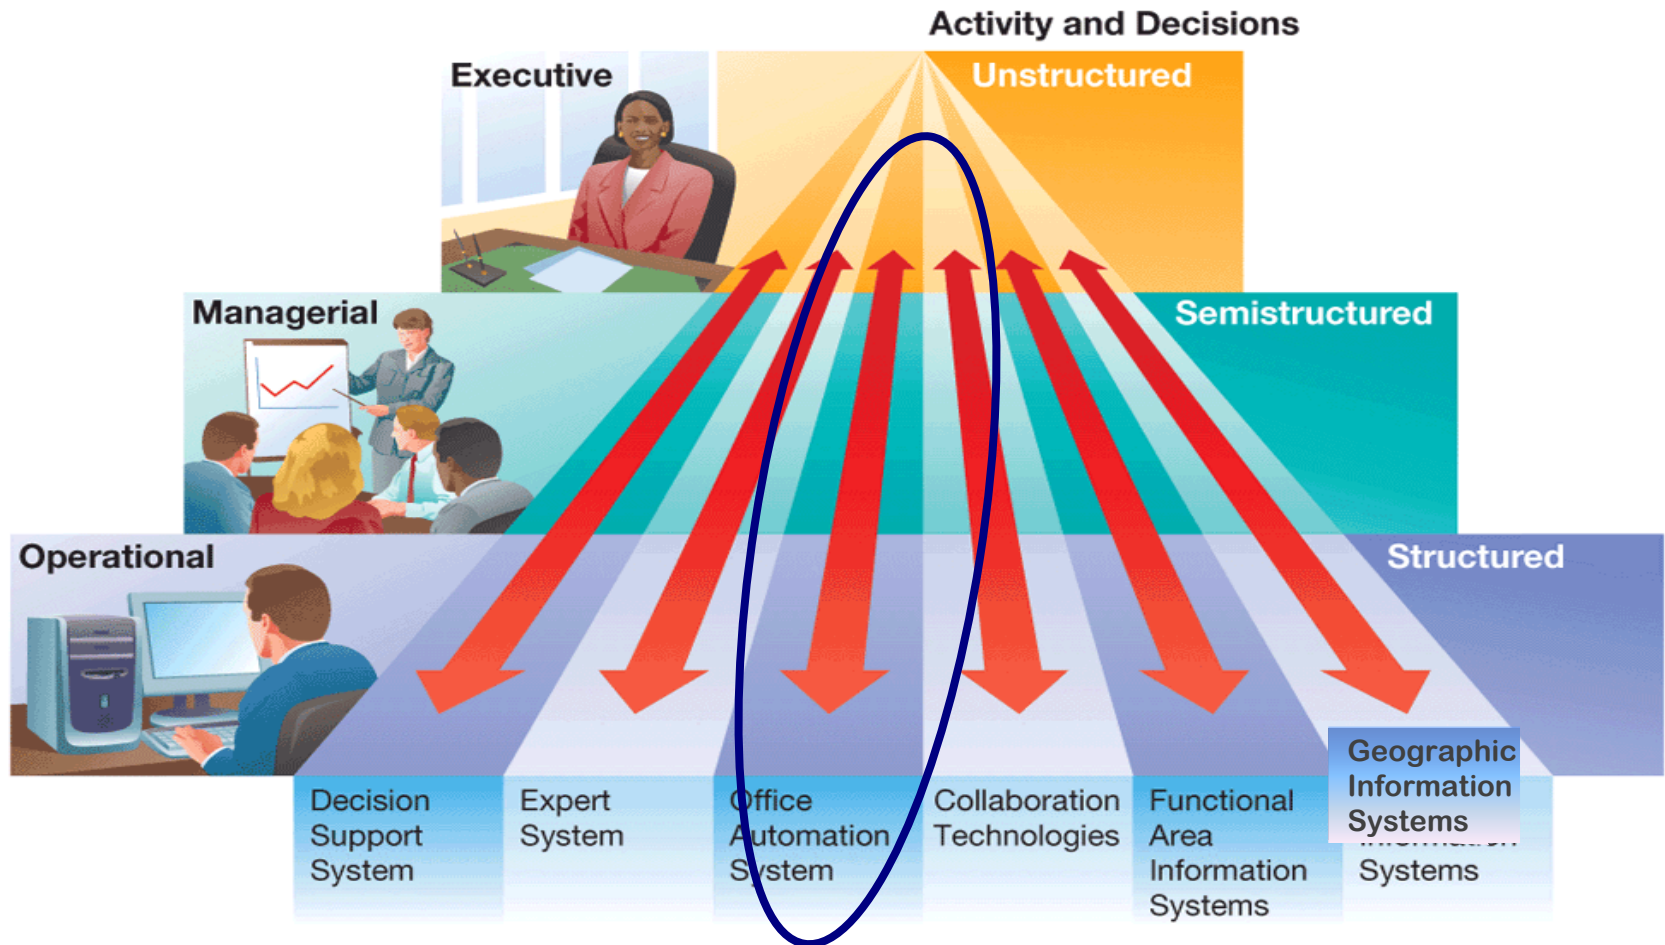 Activity and Decisions
Executive
Unstructured
Managerial
Semistructured
Operational
Structured
Decision
Support
System
Expert
System
Office
Automation
System
Collaboration
Technologies
Functional
Area
Information
Systems
Geographic
Information
Systems
Systems